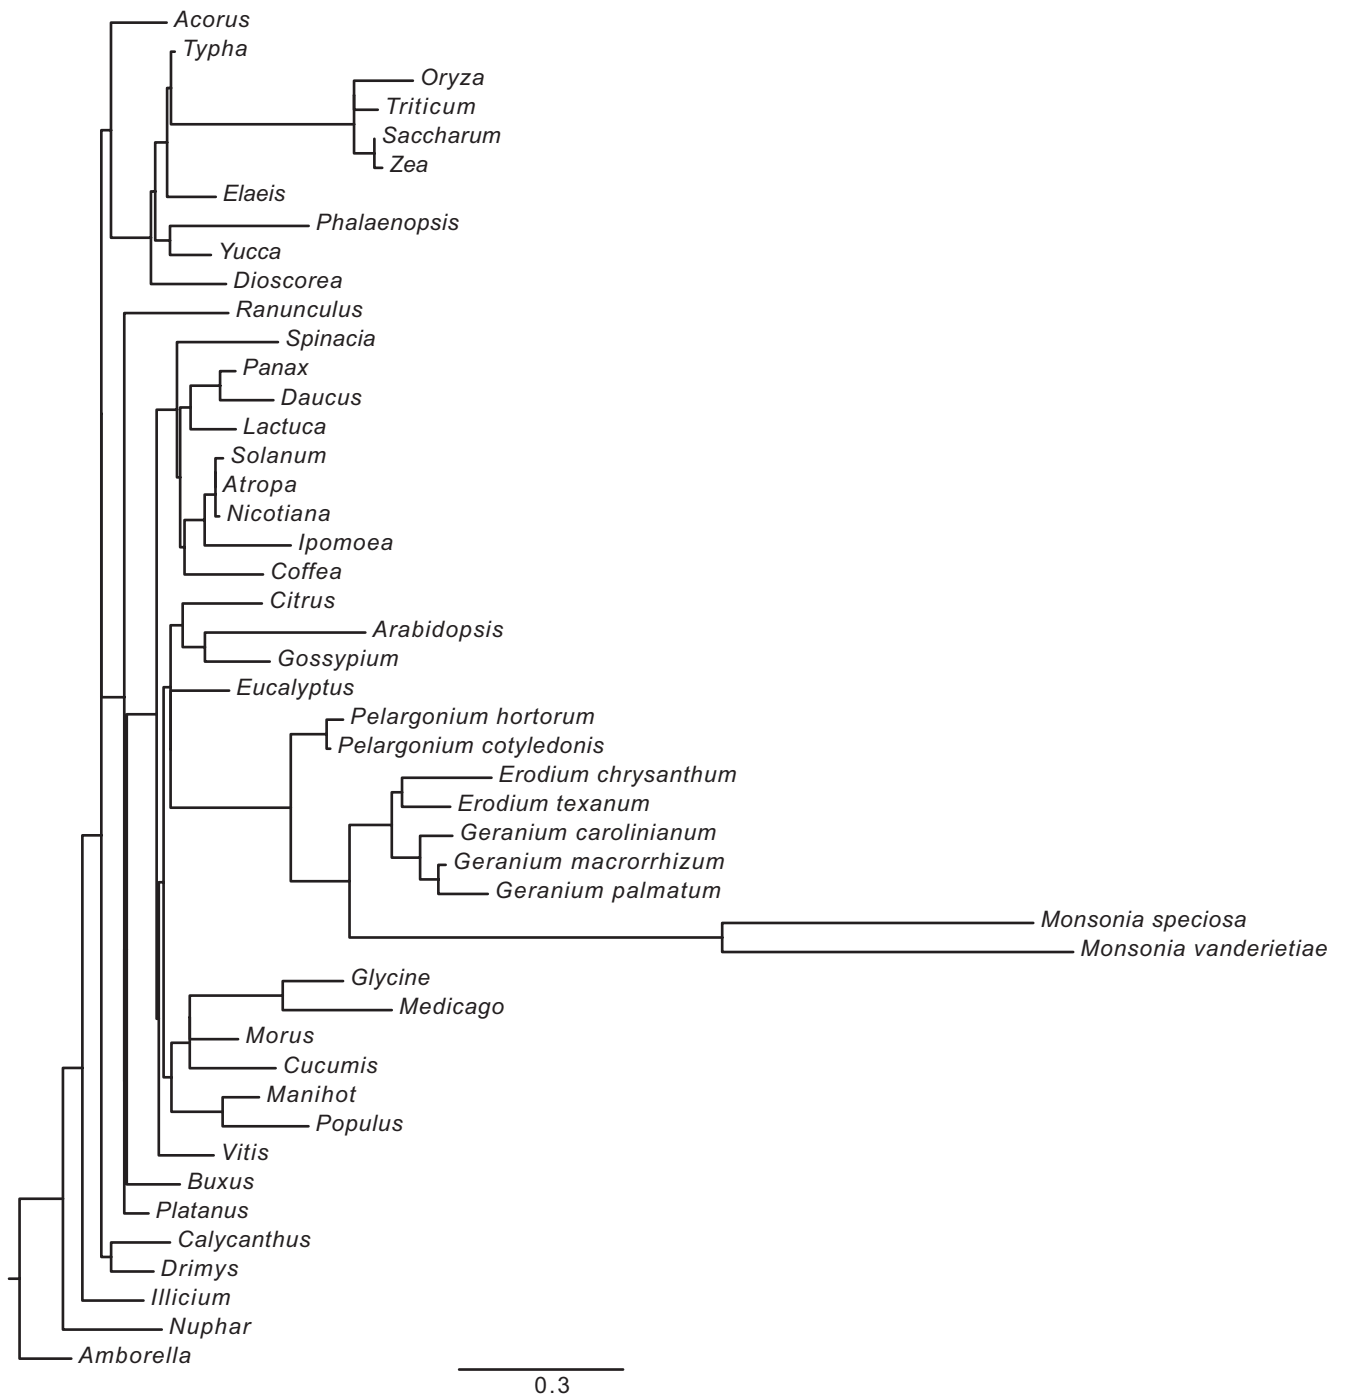 Acorus
Typha
Oryza
Triticum
Saccharum
Zea
Elaeis
Phalaenopsis
Yucca
Dioscorea
Ranunculus
Spinacia
Panax
Daucus
Lactuca
Solanum
Atropa
Nicotiana
Ipomoea
Coffea
Citrus
Arabidopsis
Gossypium
Eucalyptus
Pelargonium hortorum
Pelargonium cotyledonis
Erodium chrysanthum
Erodium texanum
Geranium carolinianum
Geranium macrorrhizum
Geranium palmatum
Monsonia speciosa
Monsonia vanderietiae
Glycine
Medicago
Morus
Cucumis
Manihot
Populus
Vitis
Buxus
Platanus
Calycanthus
Drimys
Illicium
Nuphar
Amborella
0.3